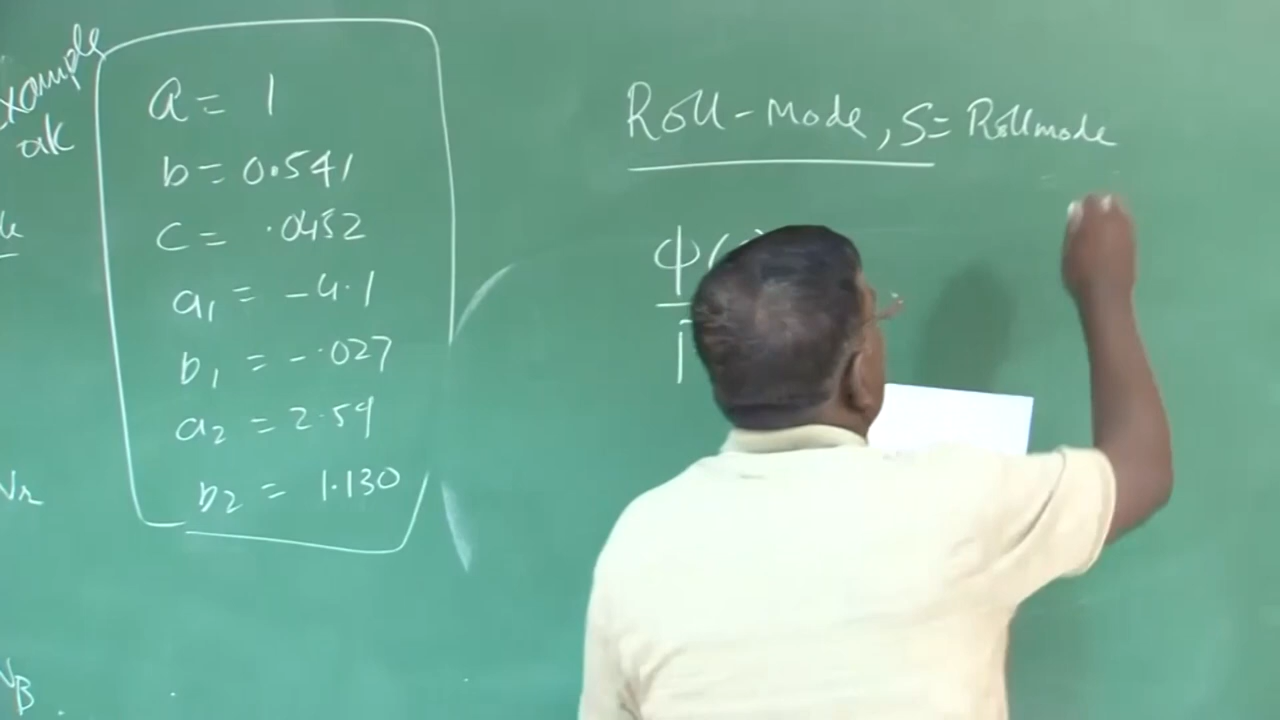 example
ak
a = 1
b = 0.541
c = .0452
a1 = -4.1
b1 = -.027
a2 = 2.59
b2 = 1.130
Roll-Mode, S = Rollmode
φ(